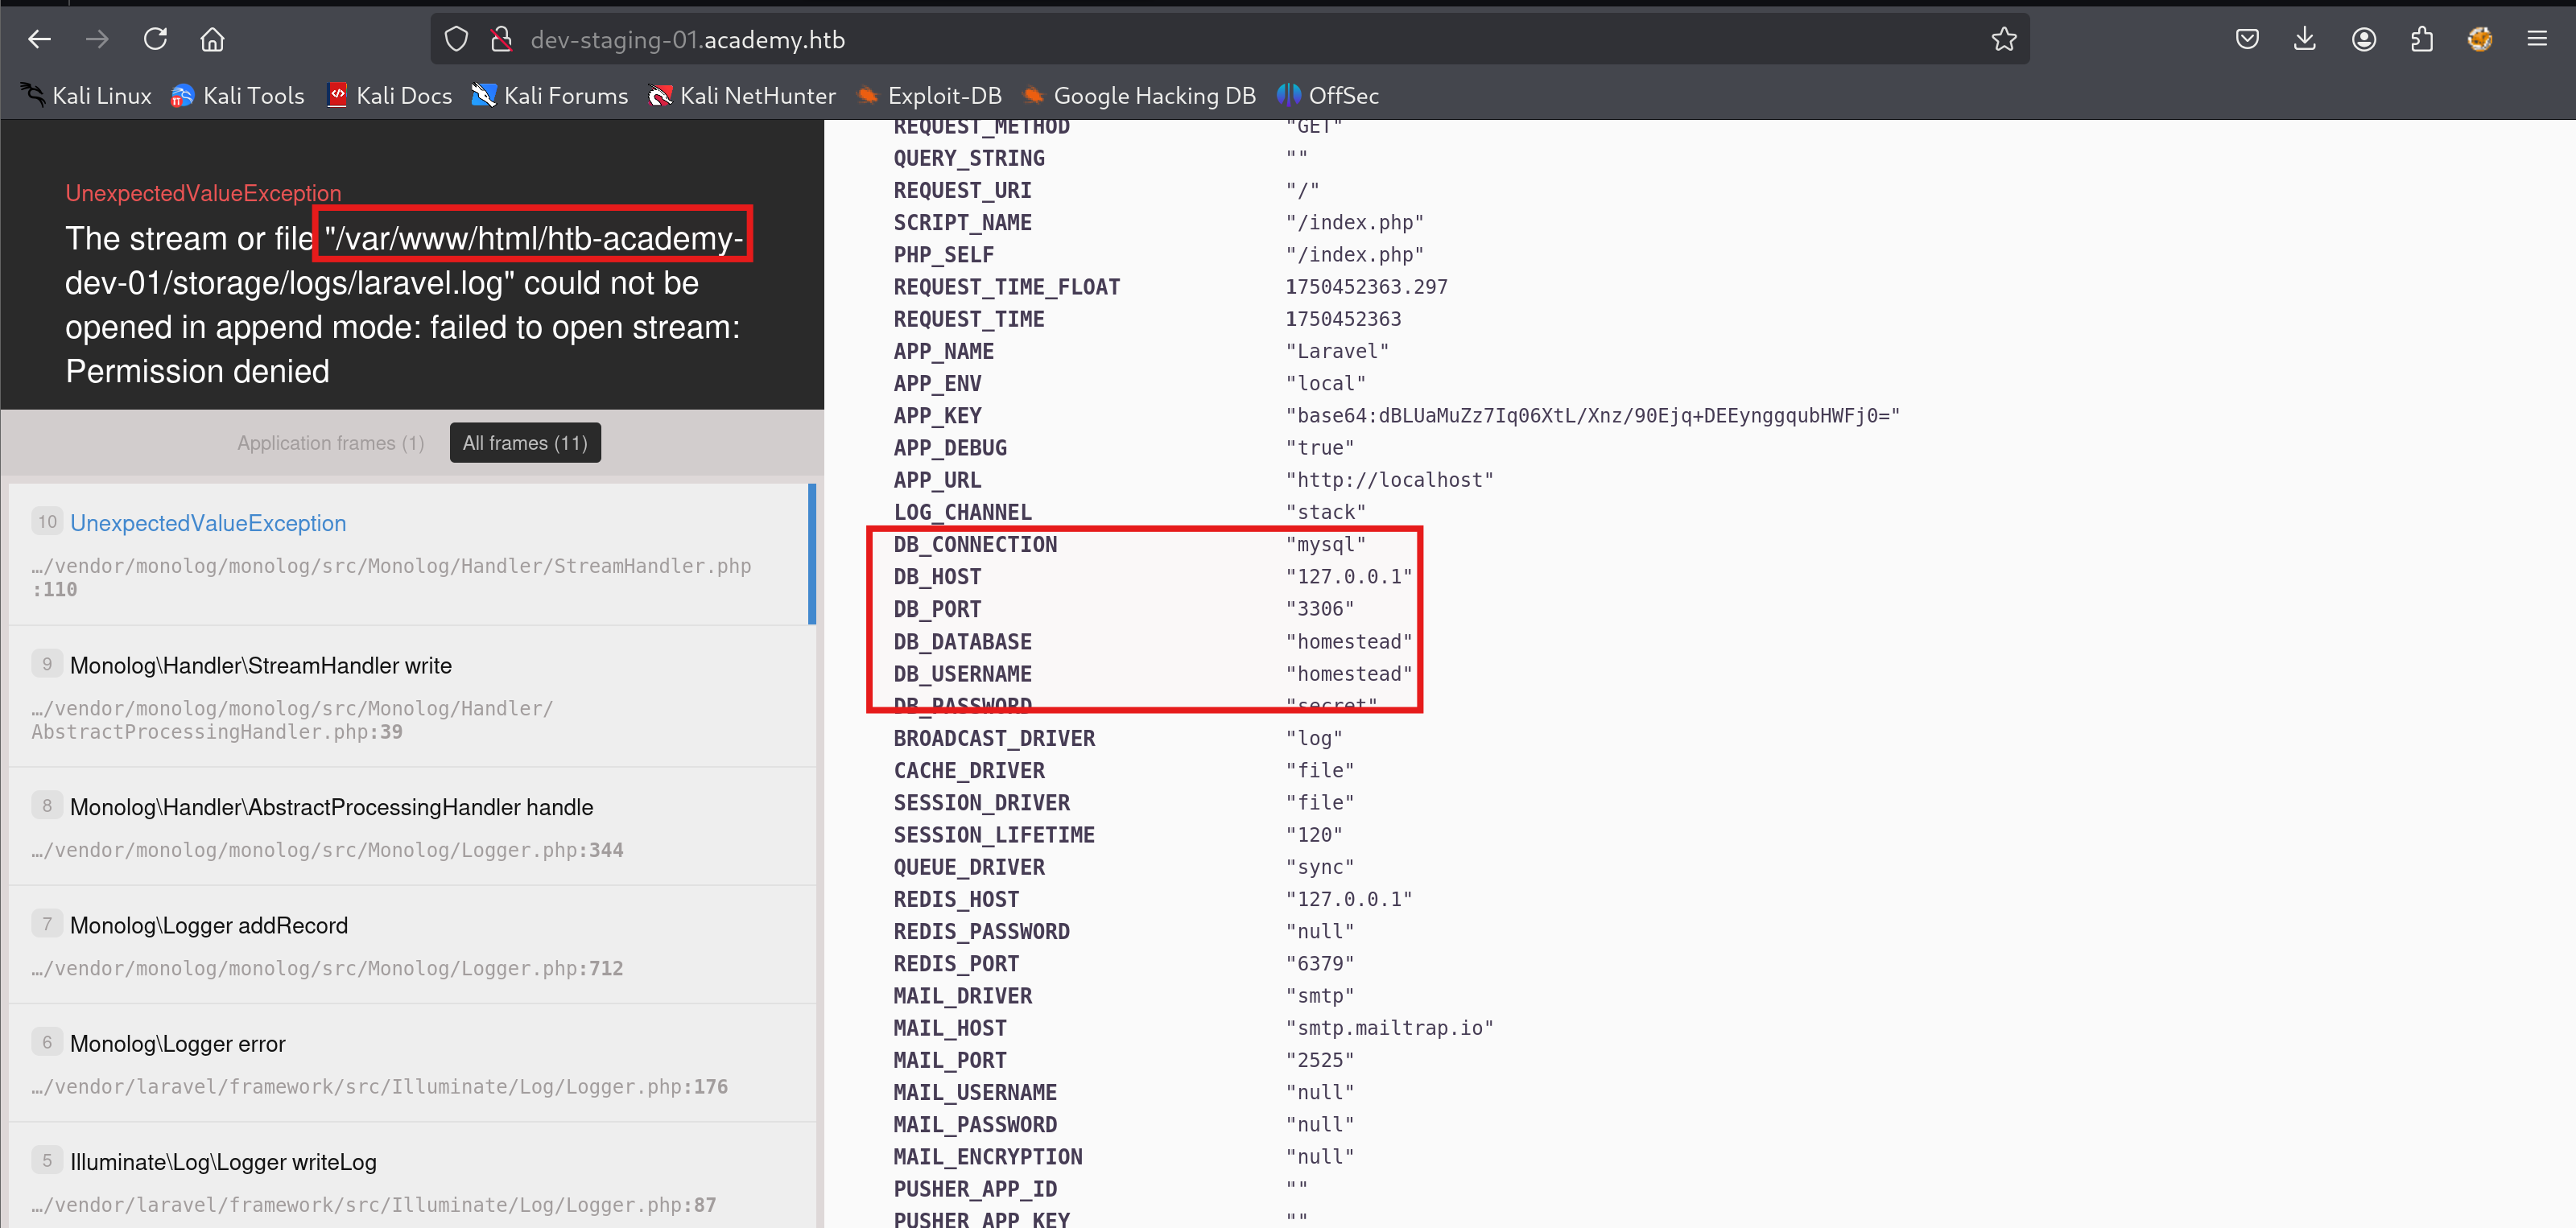 dev-staging-01.academy.htb
Kali Linux Kali Tools Kali Docs Kali Forums Kali NetHunter Exploit-DB Google Hacking DB OffSec
UnexpectedValueException
The stream or file "/var/www/html/htb-academy-
dev-01/storage/logs/laravel.log" could not be
opened in append mode: failed to open stream:
Permission denied
Application frames (1) All frames (11)
10 UnexpectedValueException
…/vendor/monolog/monolog/src/Monolog/Handler/StreamHandler.php
:110
9 Monolog\Handler\StreamHandler write
…/vendor/monolog/monolog/src/Monolog/Handler/
AbstractProcessingHandler.php:39
8 Monolog\Handler\AbstractProcessingHandler handle
…/vendor/monolog/monolog/src/Monolog/Logger.php:344
7 Monolog\Logger addRecord
…/vendor/monolog/monolog/src/Monolog/Logger.php:712
6 Monolog\Logger error
…/vendor/laravel/framework/src/Illuminate/Log/Logger.php:176
5 Illuminate\Log\Logger writeLog
…/vendor/laravel/framework/src/Illuminate/Log/Logger.php:87
REQUEST_METHOD "GET"
QUERY_STRING ""
REQUEST_URI "/"
SCRIPT_NAME "/index.php"
PHP_SELF "/index.php"
REQUEST_TIME_FLOAT 1750452363.297
REQUEST_TIME 1750452363
APP_NAME "Laravel"
APP_ENV "local"
APP_KEY "base64:dBLUaMuZz7Iq06XtL/Xnz/90Ejq+DEEynggqubHWFj0="
APP_DEBUG "true"
APP_URL "http://localhost"
LOG_CHANNEL "stack"
DB_CONNECTION "mysql"
DB_HOST "127.0.0.1"
DB_PORT "3306"
DB_DATABASE "homestead"
DB_USERNAME "homestead"
DB_PASSWORD "secret"
BROADCAST_DRIVER "log"
CACHE_DRIVER "file"
SESSION_DRIVER "file"
SESSION_LIFETIME "120"
QUEUE_DRIVER "sync"
REDIS_HOST "127.0.0.1"
REDIS_PASSWORD "null"
REDIS_PORT "6379"
MAIL_DRIVER "smtp"
MAIL_HOST "smtp.mailtrap.io"
MAIL_PORT "2525"
MAIL_USERNAME "null"
MAIL_PASSWORD "null"
MAIL_ENCRYPTION "null"
PUSHER_APP_ID ""
PUSHER_APP_KEY ""